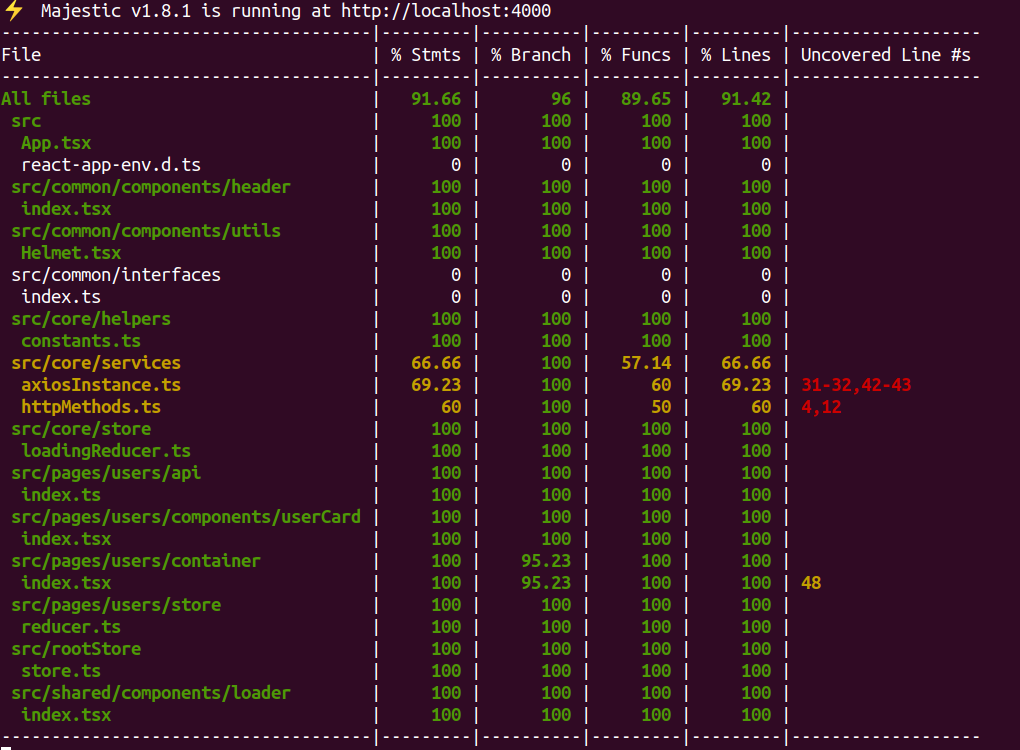 ⚡ Majestic v1.8.1 is running at http://localhost:4000
-------------------------------------|---------|----------|---------|---------|-------------------
File                                 | % Stmts | % Branch | % Funcs | % Lines | Uncovered Line #s
-------------------------------------|---------|----------|---------|---------|-------------------
All files                            |   91.66 |       96 |   89.65 |   91.42 |
 src                                 |     100 |      100 |     100 |     100 |
  App.tsx                            |     100 |      100 |     100 |     100 |
  react-app-env.d.ts                 |       0 |        0 |       0 |       0 |
 src/common/components/header        |     100 |      100 |     100 |     100 |
  index.tsx                          |     100 |      100 |     100 |     100 |
 src/common/components/utils         |     100 |      100 |     100 |     100 |
  Helmet.tsx                         |     100 |      100 |     100 |     100 |
 src/common/interfaces               |       0 |        0 |       0 |       0 |
  index.ts                           |       0 |        0 |       0 |       0 |
 src/core/helpers                    |     100 |      100 |     100 |     100 |
  constants.ts                       |     100 |      100 |     100 |     100 |
 src/core/services                   |   66.66 |      100 |   57.14 |   66.66 |
  axiosInstance.ts                   |   69.23 |      100 |      60 |   69.23 | 31-32,42-43
  httpMethods.ts                     |      60 |      100 |      50 |      60 | 4,12
 src/core/store                      |     100 |      100 |     100 |     100 |
  loadingReducer.ts                  |     100 |      100 |     100 |     100 |
 src/pages/users/api                 |     100 |      100 |     100 |     100 |
  index.ts                           |     100 |      100 |     100 |     100 |
 src/pages/users/components/userCard |     100 |      100 |     100 |     100 |
  index.tsx                          |     100 |      100 |     100 |     100 |
 src/pages/users/container           |     100 |    95.23 |     100 |     100 |
  index.tsx                          |     100 |    95.23 |     100 |     100 | 48
 src/pages/users/store               |     100 |      100 |     100 |     100 |
  reducer.ts                         |     100 |      100 |     100 |     100 |
 src/rootStore                       |     100 |      100 |     100 |     100 |
  store.ts                           |     100 |      100 |     100 |     100 |
 src/shared/components/loader        |     100 |      100 |     100 |     100 |
  index.tsx                          |     100 |      100 |     100 |     100 |
-------------------------------------|---------|----------|---------|---------|-------------------